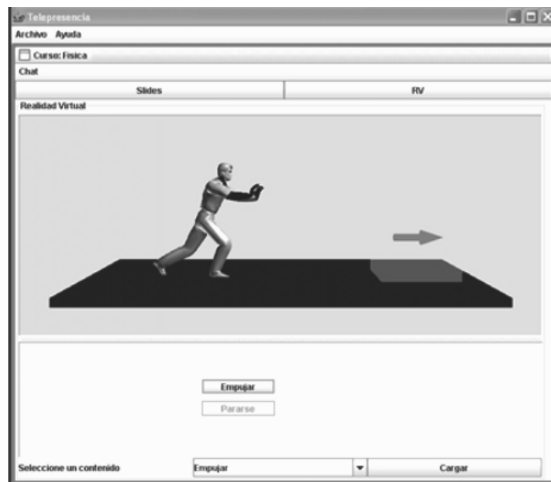 Telepresencia
Archivo Ayuda
Curso: Fisica
Chat
Slides RV
Realidad Virtual
Empujar
Pararse
Seleccione un contenido Empujar Cargar